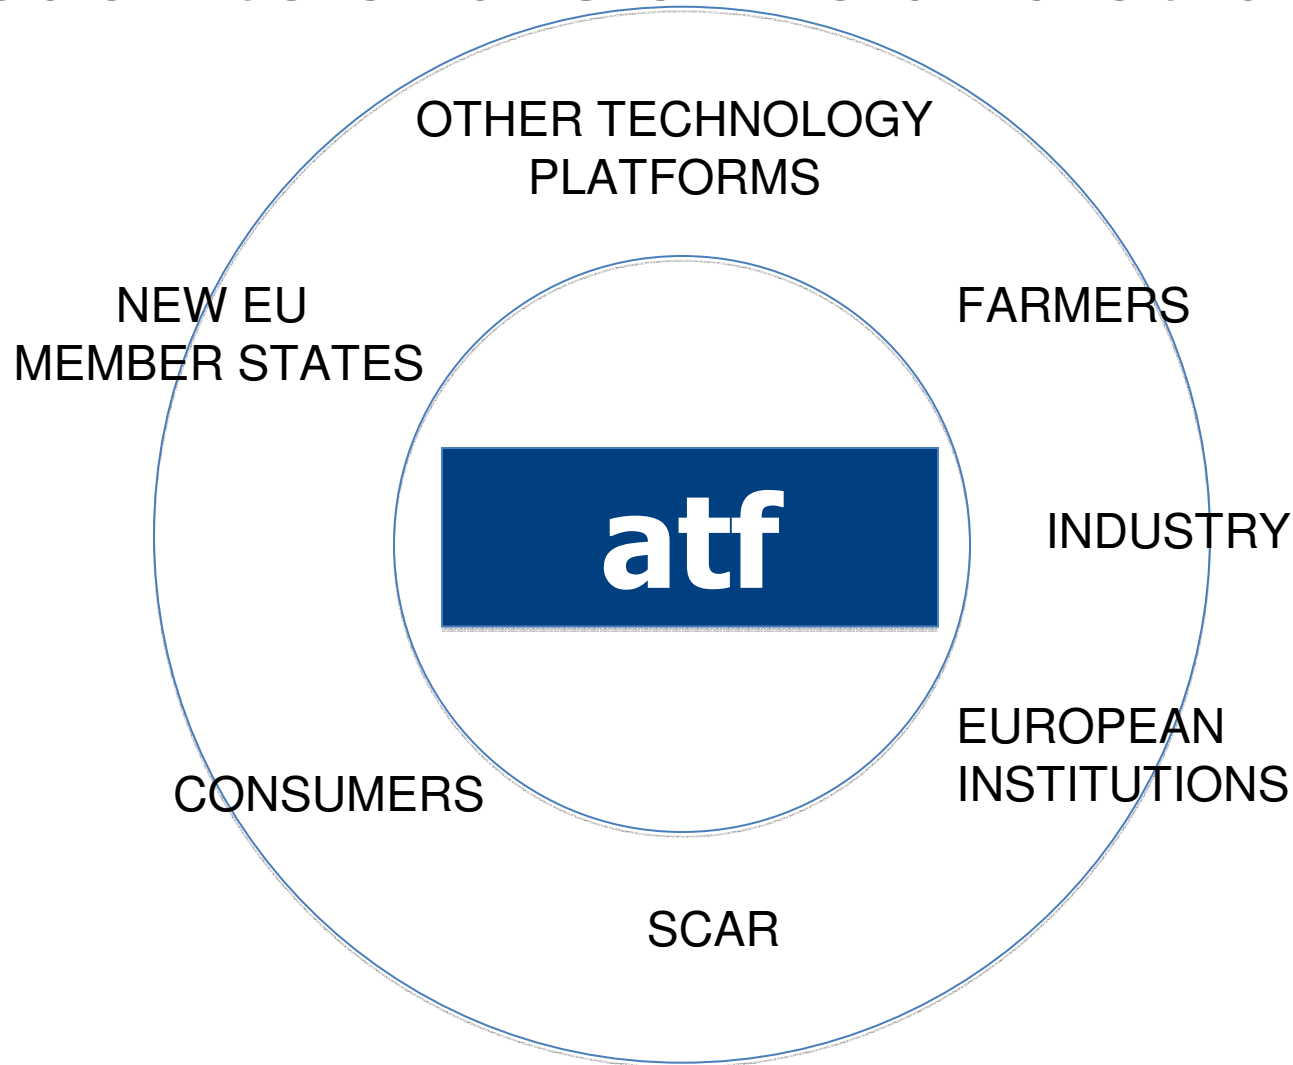 OTHER TECHNOLOGY
PLATFORMS
NEW EU
MEMBER STATES
FARMERS
atf
INDUSTRY
EUROPEAN
INSTITUTIONS
CONSUMERS
SCAR